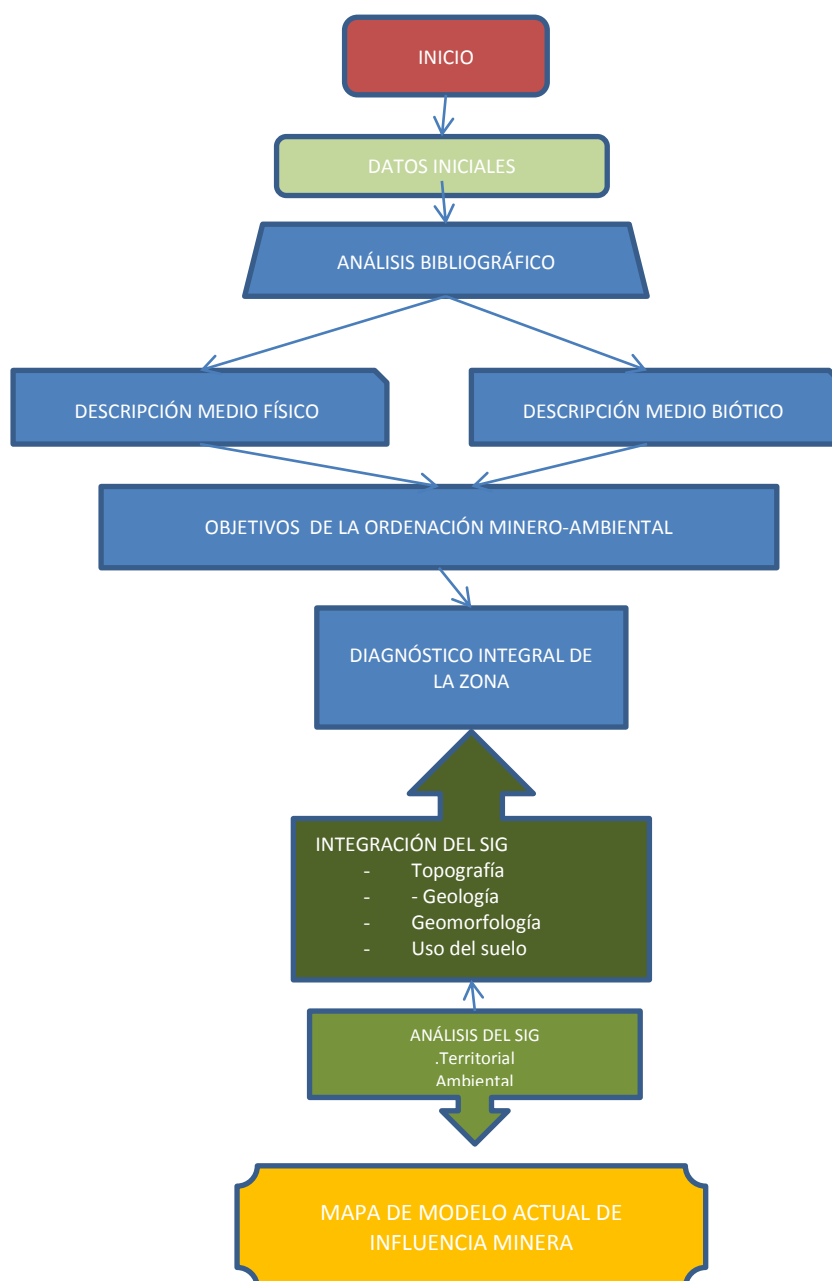 INICIO
DATOS INICIALES
ANÁLISIS BIBLIOGRÁFICO
DESCRIPCIÓN MEDIO FÍSICO
DESCRIPCIÓN MEDIO BIÓTICO
OBJETIVOS DE LA ORDENACIÓN MINERO-AMBIENTAL
DIAGNÓSTICO INTEGRAL DE
LA ZONA
INTEGRACIÓN DEL SIG
- Topografía
- - Geología
- Geomorfología
- Uso del suelo
ANÁLISIS DEL SIG
.Territorial
Ambiental
MAPA DE MODELO ACTUAL DE
INFLUENCIA MINERA